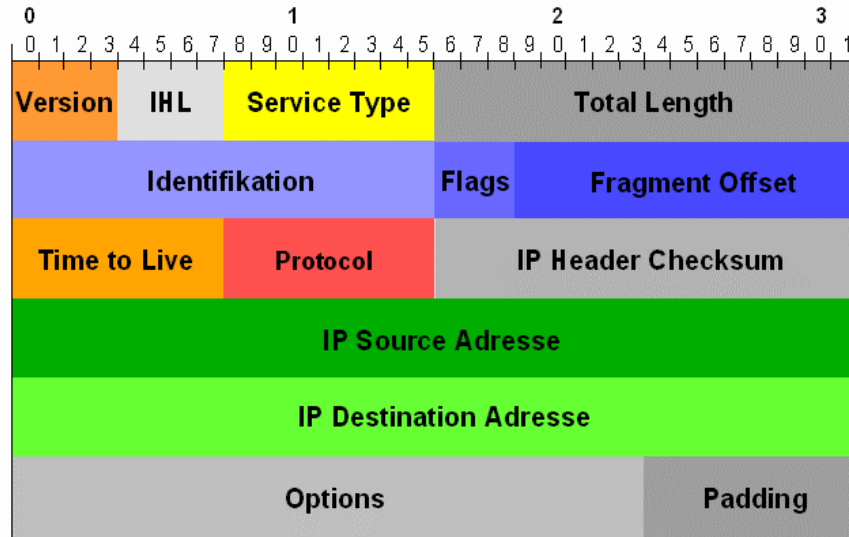 0 1 2 3
0 1 2 3 4 5 6 7 8 9 0 1 2 3 4 5 6 7 8 9 0 1 2 3 4 5 6 7 8 9 0 1
Version IHL Service Type Total Length
Identifikation Flags Fragment Offset
Time to Live Protocol IP Header Checksum
IP Source Adresse
IP Destination Adresse
Options Padding